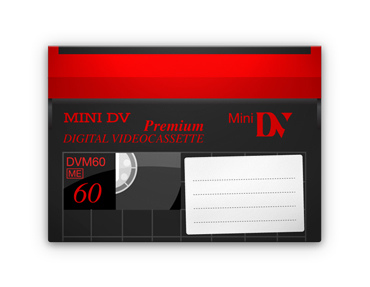 MINI DV
Premium
DIGITAL VIDEOCASSETTE
Mini DV
DVM60
ME
60